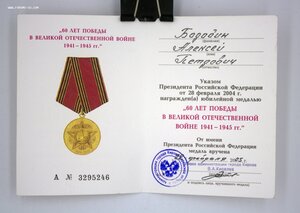 "60 ЛЕТ ПОБЕДЫ
В ВЕЛИКОЙ ОТЕЧЕСТВЕННОЙ ВОЙНЕ
1941–1945 гг."
А № 3295246
Бородин
Алексей
Петрович
Указом
Президента Российской Федерации
от 28 февраля 2004 г.
награжден(а) юбилейной медалью
"60 ЛЕТ ПОБЕДЫ
В ВЕЛИКОЙ ОТЕЧЕСТВЕННОЙ
ВОЙНЕ 1941–1945 гг."
От имени
Президента Российской Федерации
медаль вручена
февраля